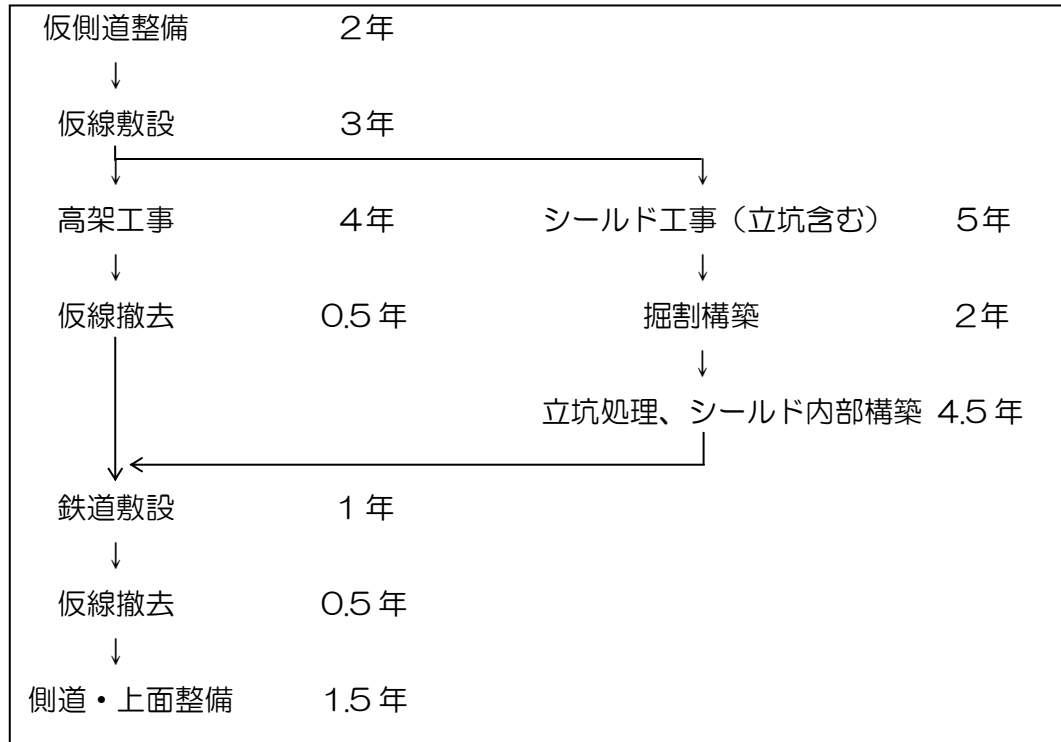 仮側道整備 2年
↓
仮線敷設 3年
↓ ↓
高架工事 4年 シールド工事（立坑含む） 5年
↓ ↓
仮線撤去 0.5年 掘割構築 2年
↓
立坑処理、シールド内部構築 4.5年
鉄道敷設 1年
↓
仮線撤去 0.5年
↓
側道・上面整備 1.5年